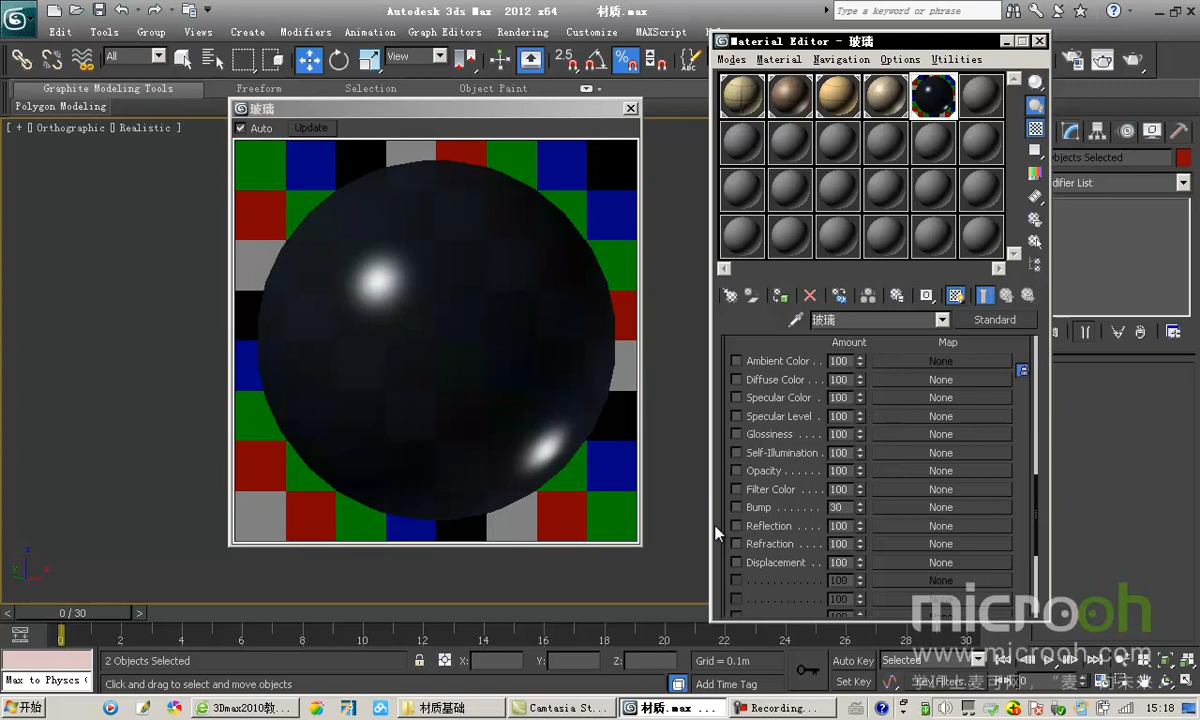 Autodesk 3ds Max 2012 x64 材质.max
Type a keyword or phrase
Edit Tools Group Views Create Modifiers Animation Graph Editors Rendering Customize MAXScript
All View 2.5
Graphite Modeling Tools Freeform Selection Object Paint
Polygon Modeling
[ + ] [ Orthographic ] [ Realistic ]
玻璃
Auto Update
Material Editor - 玻璃
Modes Material Navigation Options Utilities
玻璃 Standard
Amount Map
Ambient Color . . 100 None
Diffuse Color . . . 100 None
Specular Color . 100 None
Specular Level . 100 None
Glossiness . . . . 100 None
Self-Illumination . 100 None
Opacity . . . . . . 100 None
Filter Color . . . . 100 None
Bump . . . . . . . 30 None
Reflection . . . . 100 None
Refraction . . . . 100 None
Displacement . . 100 None
. . . . . . . . . . . . 100 None
. . . . . . . . . . . . 100 None
bjects Selected
difier List
microoh
www.microoh.com
< 0 / 30 >
0 2 4 6 8 10 12 14 16 18 20 22 24 26 28 30
2 Objects Selected X: Y: Z: Grid = 0.1m Auto Key Selected
Max to Physcs ( Click and drag to select and move objects Add Time Tag Set Key Key Filters... 0
开始 3Dmax2010教... 材质基础 Camtasia St... 材质.max ... Recording... 15:18